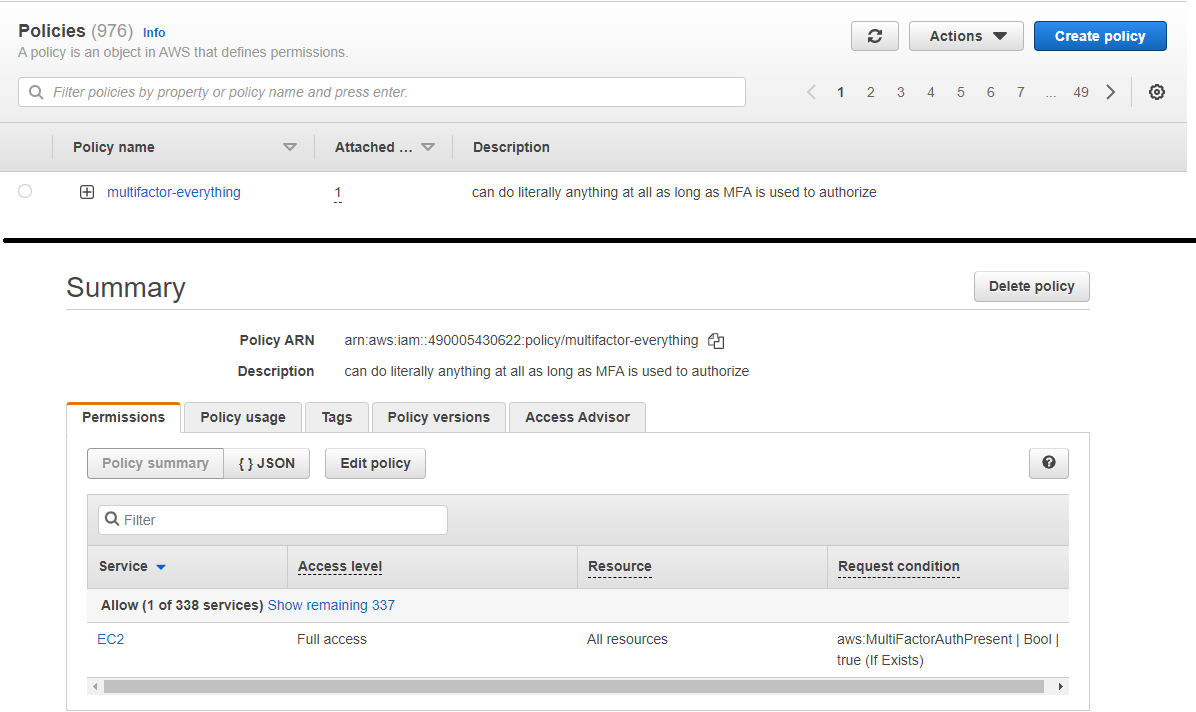 Policies (976) Info
A policy is an object in AWS that defines permissions.
Actions
Create policy
Filter policies by property or policy name and press enter.
1 2 3 4 5 6 7 ... 49
Policy name Attached ... Description
multifactor-everything 1 can do literally anything at all as long as MFA is used to authorize
Summary
Delete policy
Policy ARN arn:aws:iam::490005430622:policy/multifactor-everything
Description can do literally anything at all as long as MFA is used to authorize
Permissions Policy usage Tags Policy versions Access Advisor
Policy summary { } JSON Edit policy
Filter
Service Access level Resource Request condition
Allow (1 of 338 services) Show remaining 337
EC2 Full access All resources aws:MultiFactorAuthPresent | Bool |
true (If Exists)